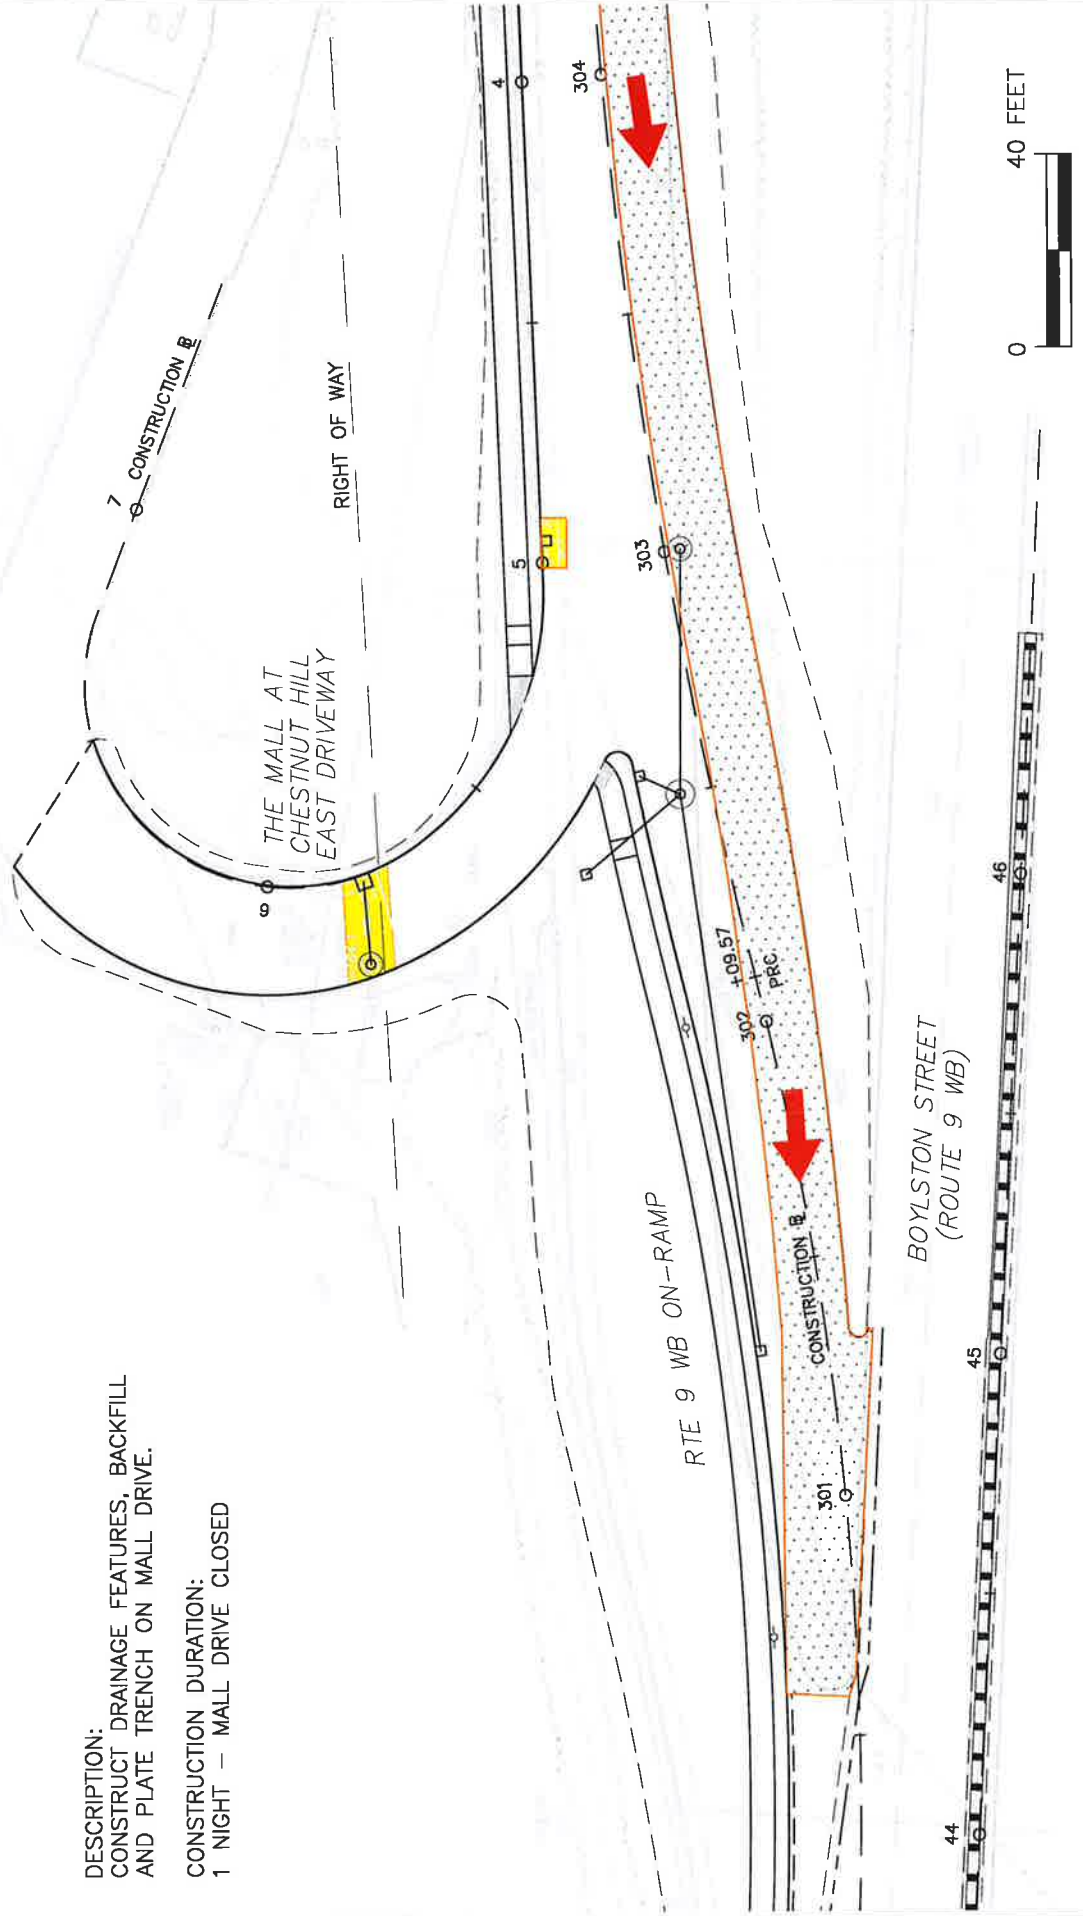 DESCRIPTION:
CONSTRUCT DRAINAGE FEATURES, BACKFILL
AND PLATE TRENCH ON MALL DRIVE.
CONSTRUCTION DURATION:
1 NIGHT – MALL DRIVE CLOSED
7 CONSTRUCTION ℄
RIGHT OF WAY
THE MALL AT
CHESTNUT HILL
EAST DRIVEWAY
9
4
5
304
303
302
+09.57
PRC
CONSTRUCTION ℄
301
RTE 9 WB ON-RAMP
BOYLSTON STREET
(ROUTE 9 WB)
44
45
46
0
40 FEET